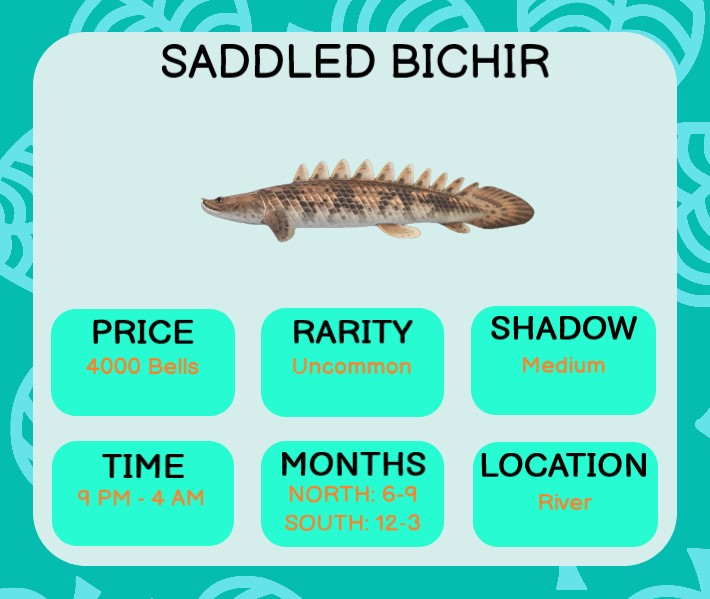 SADDLED BICHIR
PRICE
4000 Bells
RARITY
Uncommon
SHADOW
Medium
TIME
9 PM - 4 AM
MONTHS
NORTH: 6-9
SOUTH: 12-3
LOCATION
River